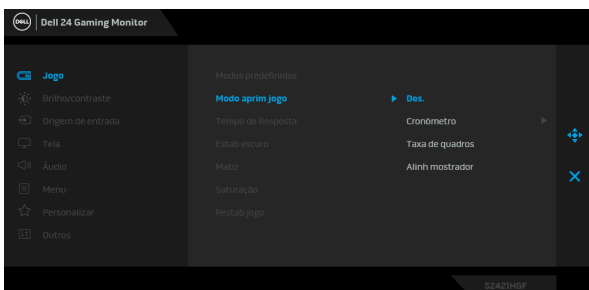 DELL Dell 24 Gaming Monitor
Jogo
Modos predefinidos
Brilho/contraste
Modo aprim jogo
Des.
Origem de entrada
Tempo de Resposta
Cronômetro
Tela
Estab escuro
Taxa de quadros
Áudio
Matiz
Alinh mostrador
Menu
Saturação
Personalizar
Restab jogo
Outros
S2421HGF